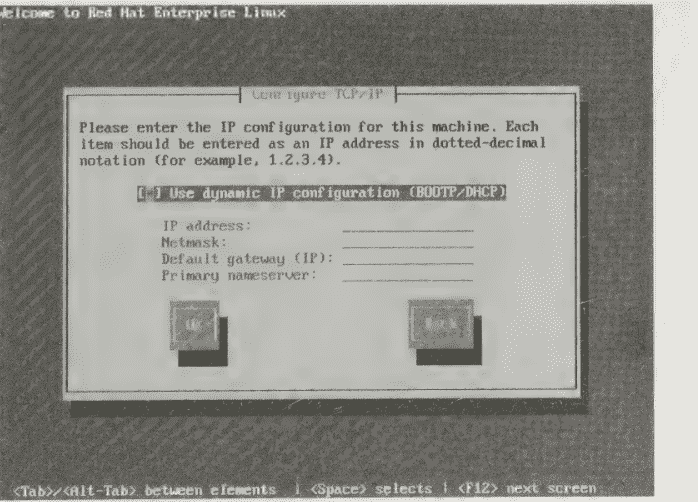 Welcome to Red Hat Enterprise Linux
Configure TCP/IP
Please enter the IP configuration for this machine. Each
item should be entered as an IP address in dotted-decimal
notation (for example, 1.2.3.4).
[*] Use dynamic IP configuration (BOOTP/DHCP)
IP address:
Netmask:
Default gateway (IP):
Primary nameserver:
OK Back
<Tab>/<Alt-Tab> between elements | <Space> selects | <F12> next screen